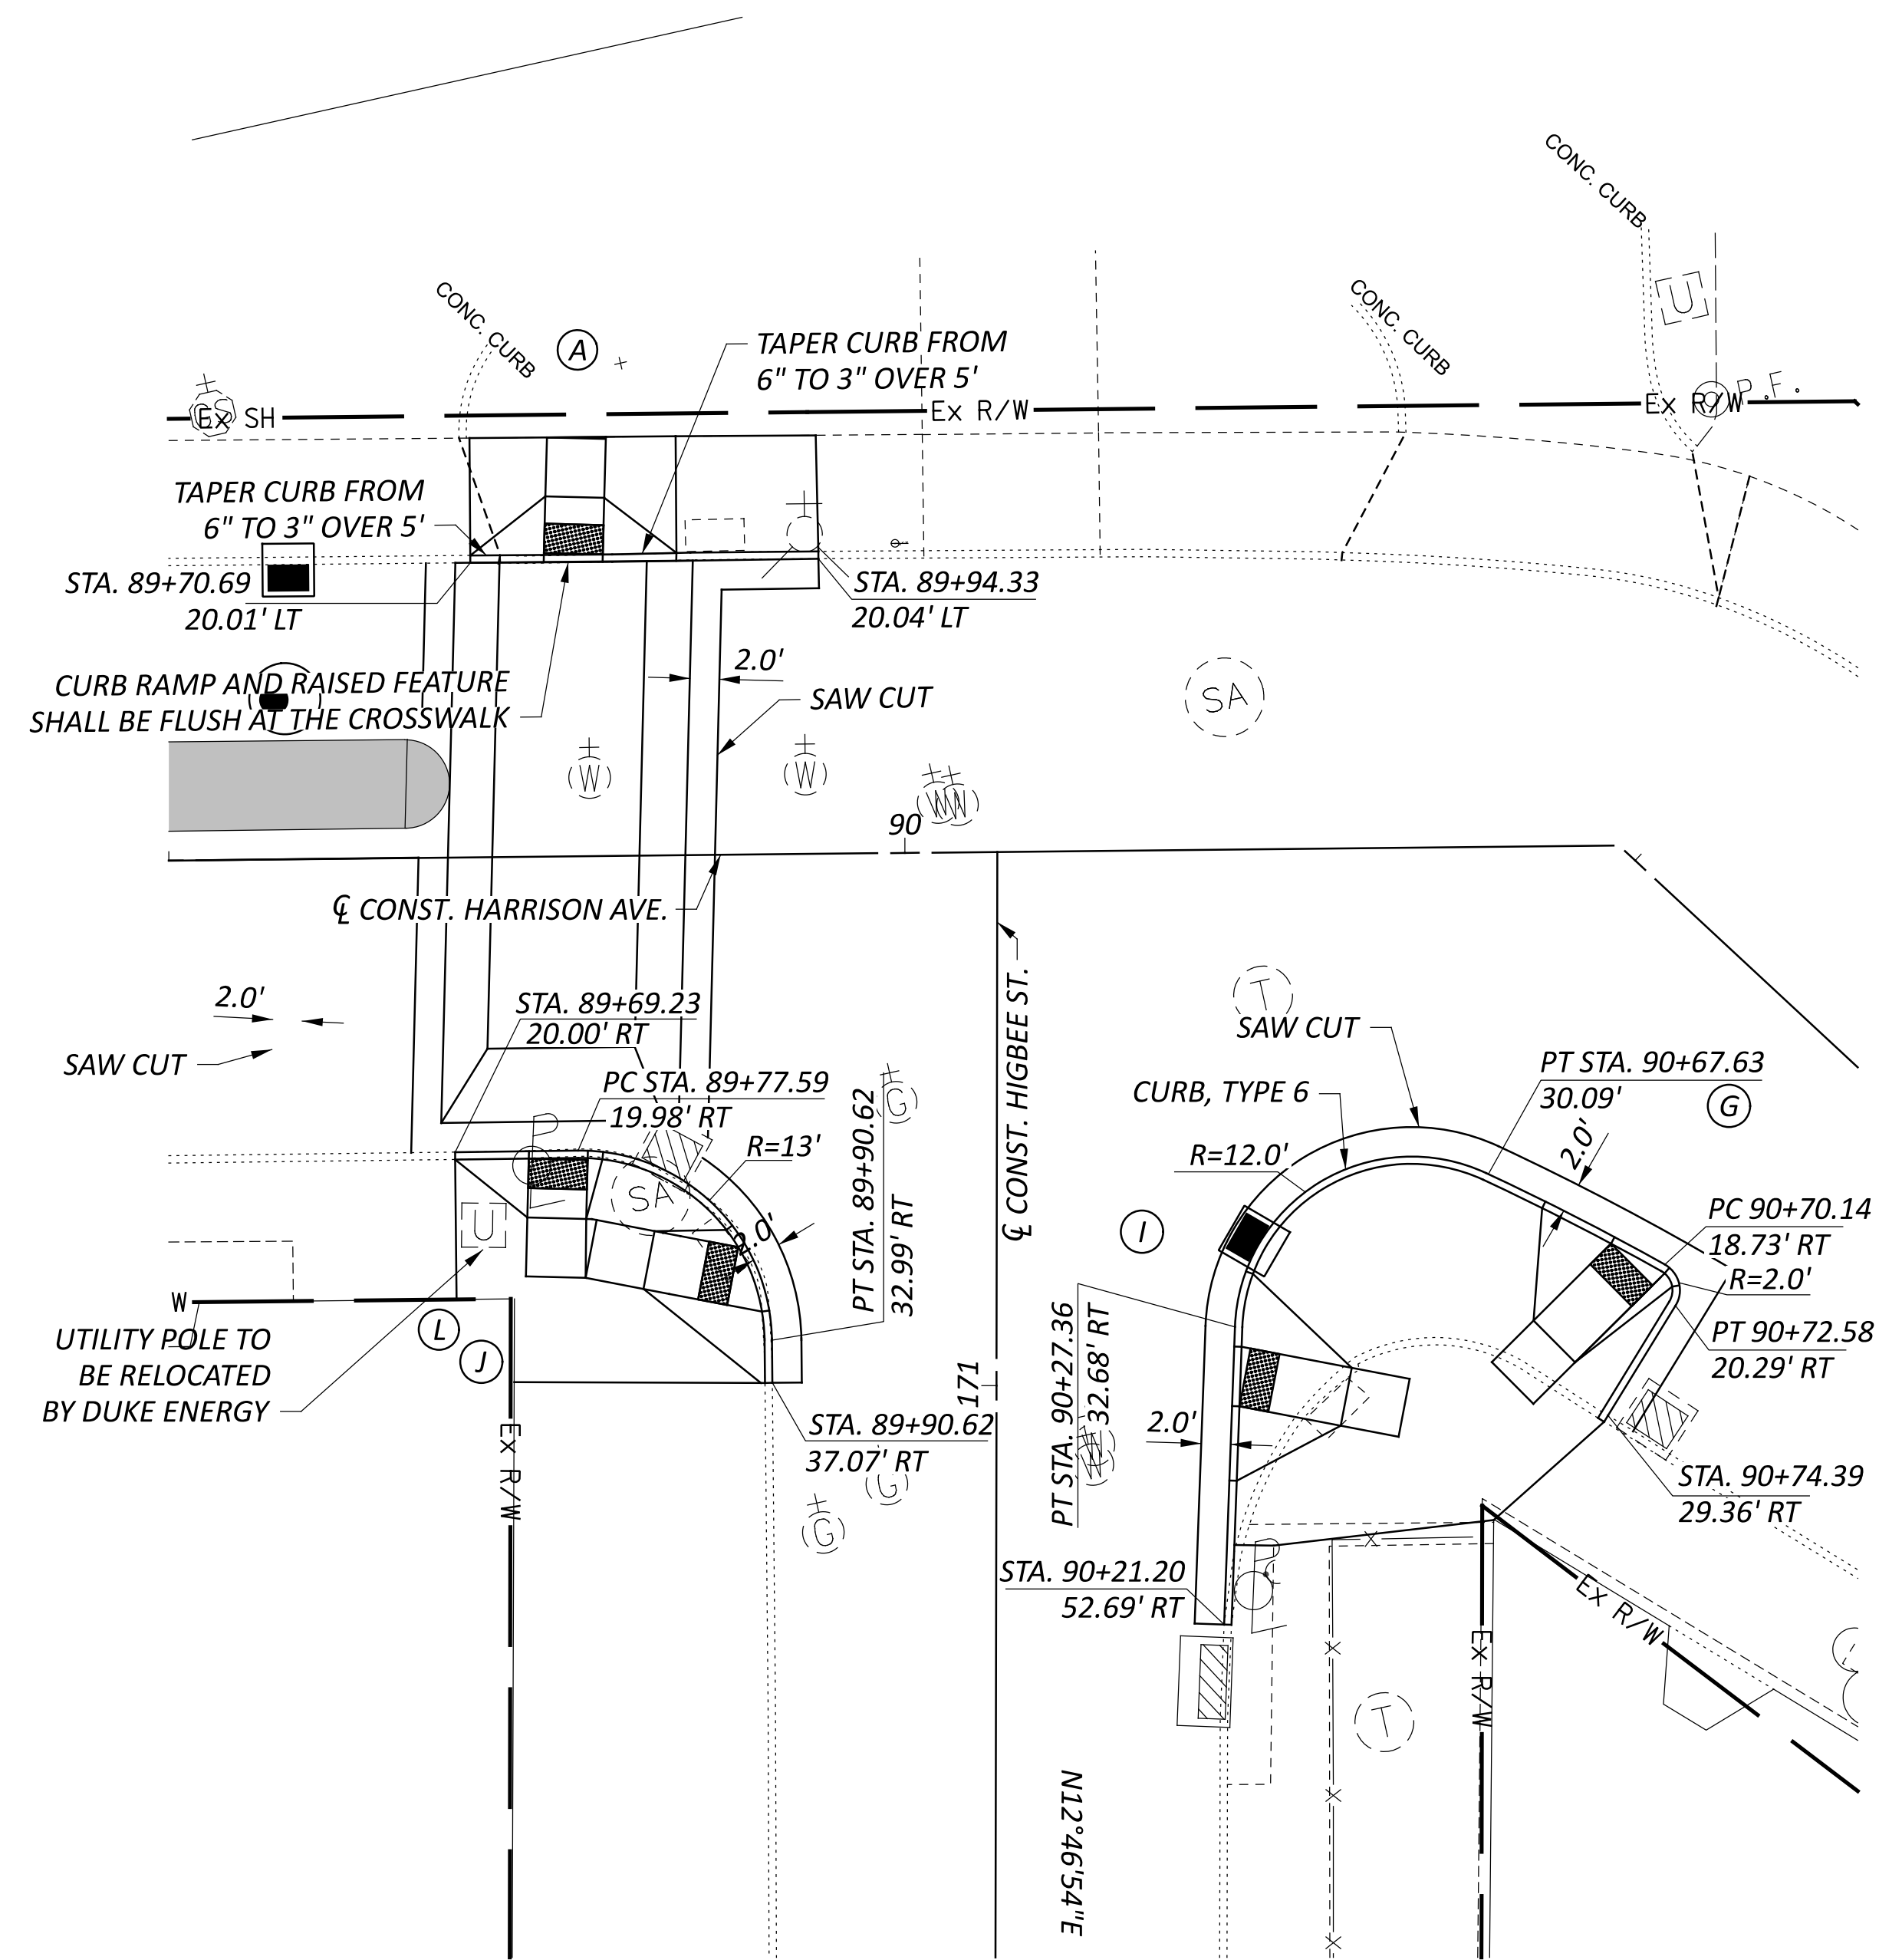 CONC. CURB
CONC. CURB
CONC. CURB
U
A
TAPER CURB FROM
6" TO 3" OVER 5'
P.F.
Ex SH
Ex R/W
Ex R/W
TAPER CURB FROM
6" TO 3" OVER 5'
STA. 89+70.69
20.01' LT
STA. 89+94.33
20.04' LT
CURB RAMP AND RAISED FEATURE
SHALL BE FLUSH AT THE CROSSWALK
2.0'
SAW CUT
SA
W
W
W
W
90
℄ CONST. HARRISON AVE.
2.0'
SAW CUT
STA. 89+69.23
20.00' RT
PC STA. 89+77.59
19.98' RT
R=13'
PT STA. 89+90.62
32.99' RT
G
℄ CONST. HIGBEE ST.
T
SAW CUT
CURB, TYPE 6
R=12.0'
PT STA. 90+67.63
30.09'
G
2.0'
PC 90+70.14
18.73' RT
R=2.0'
PT 90+72.58
20.29' RT
I
SA
U
2.0'
W
L
J
UTILITY POLE TO
BE RELOCATED
BY DUKE ENERGY
Ex R/W
STA. 89+90.62
37.07' RT
G
G
171
PT STA. 90+27.36
32.68' RT
2.0'
STA. 90+74.39
29.36' RT
STA. 90+21.20
52.69' RT
Ex R/W
Ex R/W
T
N12°46'54"E